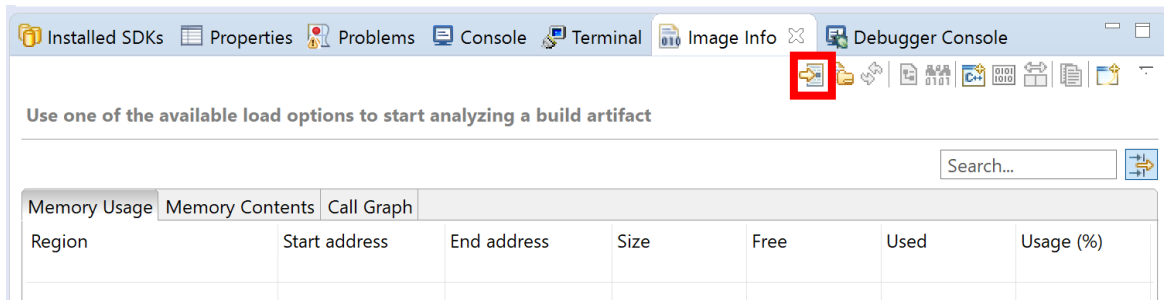 Installed SDKs Properties Problems Console Terminal Image Info Debugger Console
Use one of the available load options to start analyzing a build artifact
Search...
Memory Usage Memory Contents Call Graph
Region Start address End address Size Free Used Usage (%)